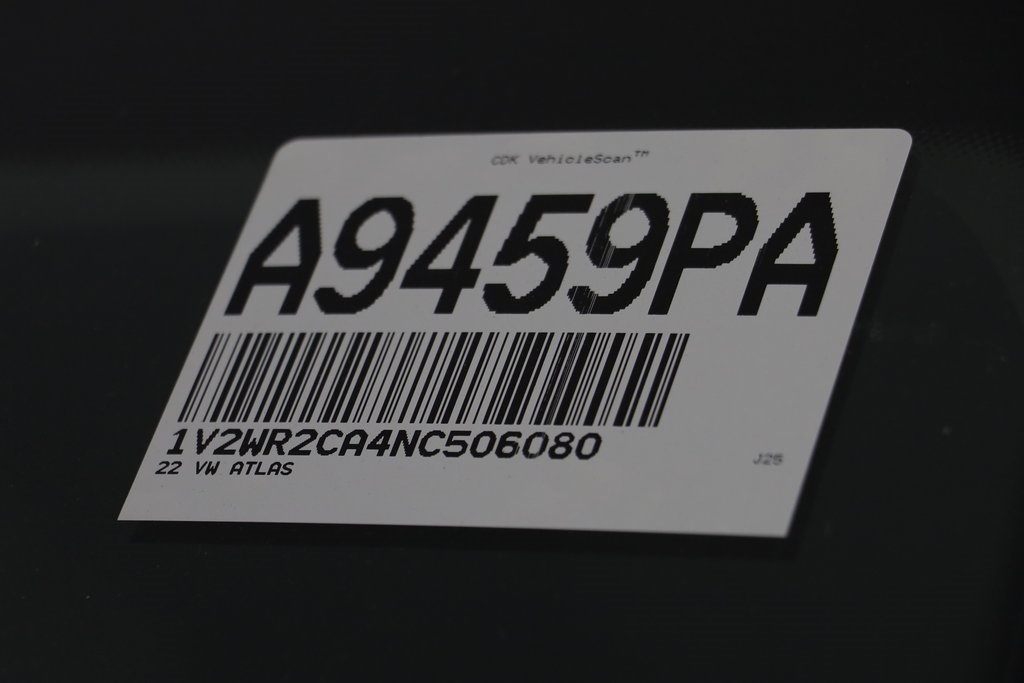 CDK VehicleScan™
A9459PA
1V2WR2CA4NC506080
22 VW ATLAS
J25